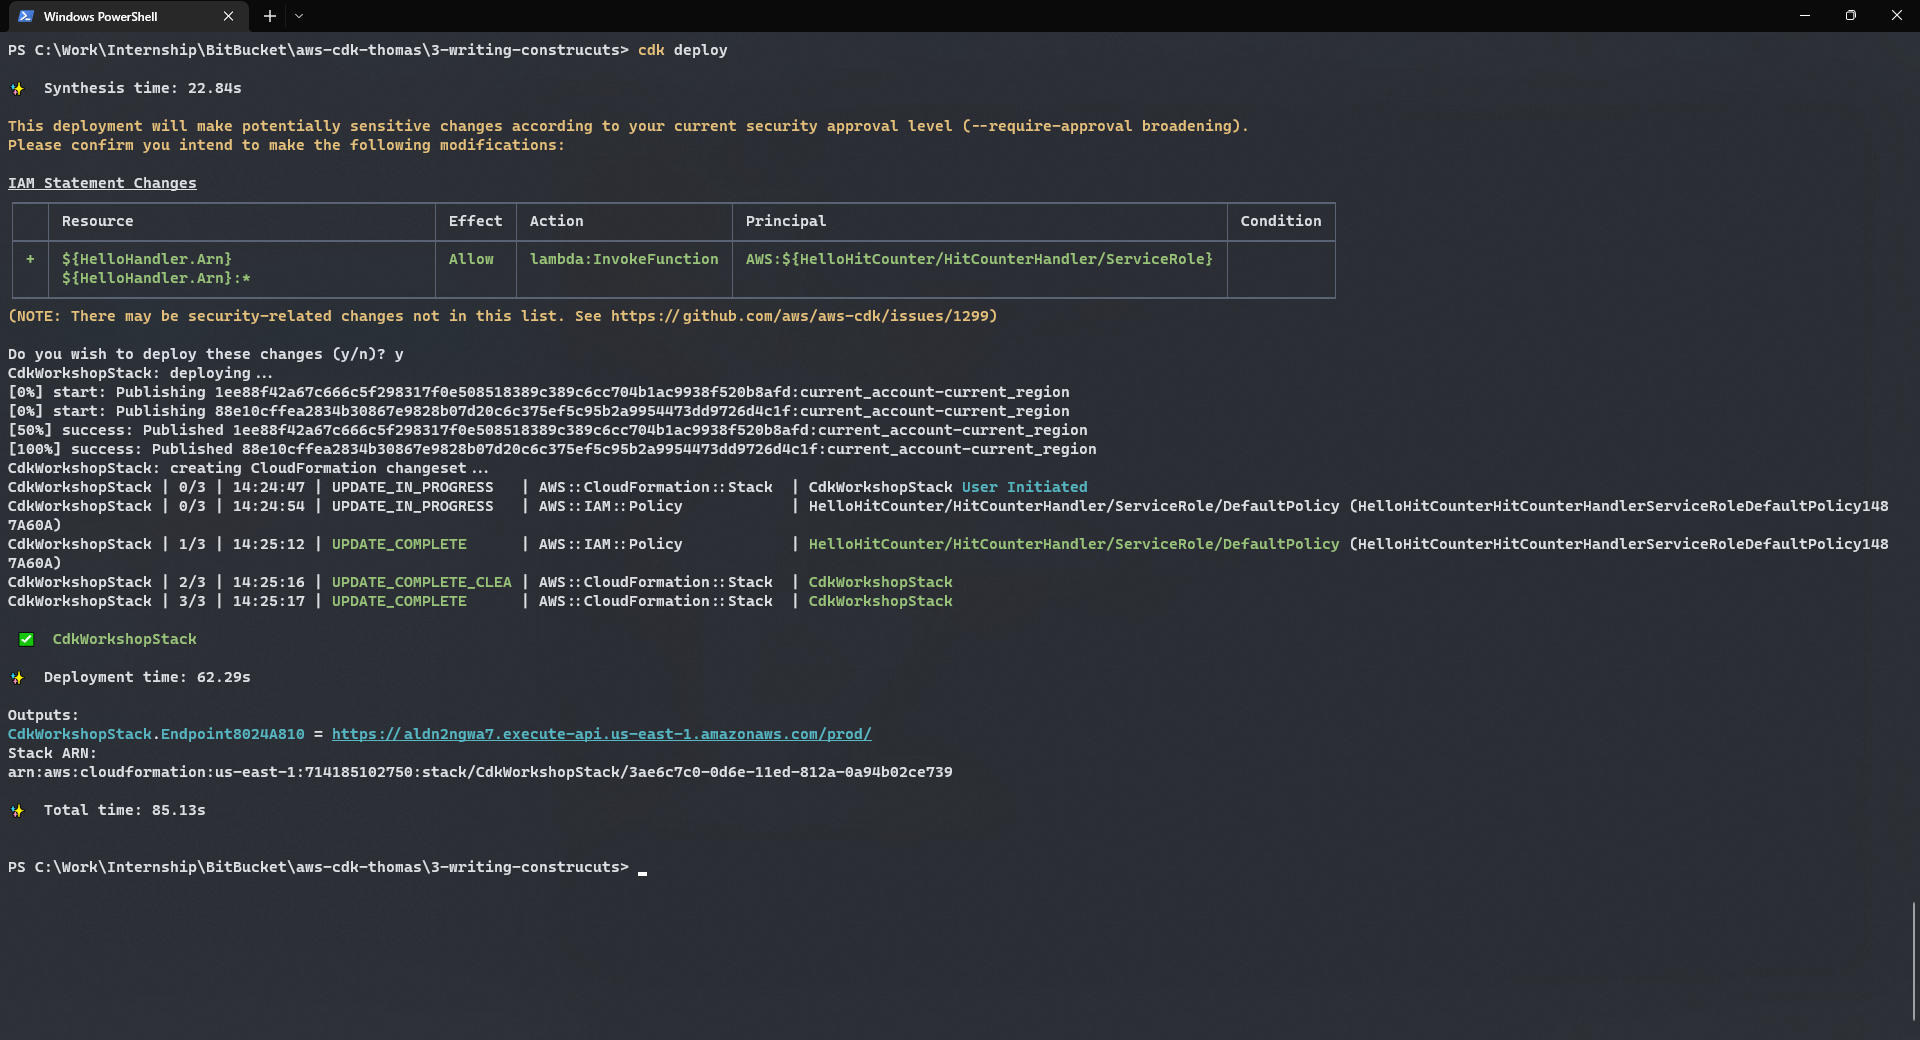 Windows PowerShell
PS C:\Work\Internship\BitBucket\aws-cdk-thomas\3-writing-construcuts> cdk deploy
✨ Synthesis time: 22.84s
This deployment will make potentially sensitive changes according to your current security approval level (--require-approval broadening).
Please confirm you intend to make the following modifications:
IAM Statement Changes
Resource Effect Action Principal Condition
+ ${HelloHandler.Arn} Allow lambda:InvokeFunction AWS:${HelloHitCounter/HitCounterHandler/ServiceRole}
${HelloHandler.Arn}:*
(NOTE: There may be security-related changes not in this list. See https://github.com/aws/aws-cdk/issues/1299)
Do you wish to deploy these changes (y/n)? y
CdkWorkshopStack: deploying...
[0%] start: Publishing 1ee88f42a67c666c5f298317f0e508518389c389c6cc704b1ac9938f520b8afd:current_account-current_region
[0%] start: Publishing 88e10cffea2834b30867e9828b07d20c6c375ef5c95b2a9954473dd9726d4c1f:current_account-current_region
[50%] success: Published 1ee88f42a67c666c5f298317f0e508518389c389c6cc704b1ac9938f520b8afd:current_account-current_region
[100%] success: Published 88e10cffea2834b30867e9828b07d20c6c375ef5c95b2a9954473dd9726d4c1f:current_account-current_region
CdkWorkshopStack: creating CloudFormation changeset...
CdkWorkshopStack | 0/3 | 14:24:47 | UPDATE_IN_PROGRESS | AWS::CloudFormation::Stack | CdkWorkshopStack User Initiated
CdkWorkshopStack | 0/3 | 14:24:54 | UPDATE_IN_PROGRESS | AWS::IAM::Policy | HelloHitCounter/HitCounterHandler/ServiceRole/DefaultPolicy (HelloHitCounterHitCounterHandlerServiceRoleDefaultPolicy148
7A60A)
CdkWorkshopStack | 1/3 | 14:25:12 | UPDATE_COMPLETE | AWS::IAM::Policy | HelloHitCounter/HitCounterHandler/ServiceRole/DefaultPolicy (HelloHitCounterHitCounterHandlerServiceRoleDefaultPolicy148
7A60A)
CdkWorkshopStack | 2/3 | 14:25:16 | UPDATE_COMPLETE_CLEA | AWS::CloudFormation::Stack | CdkWorkshopStack
CdkWorkshopStack | 3/3 | 14:25:17 | UPDATE_COMPLETE | AWS::CloudFormation::Stack | CdkWorkshopStack
✅ CdkWorkshopStack
✨ Deployment time: 62.29s
Outputs:
CdkWorkshopStack.Endpoint8024A810 = https://aldn2ngwa7.execute-api.us-east-1.amazonaws.com/prod/
Stack ARN:
arn:aws:cloudformation:us-east-1:714185102750:stack/CdkWorkshopStack/3ae6c7c0-0d6e-11ed-812a-0a94b02ce739
✨ Total time: 85.13s
PS C:\Work\Internship\BitBucket\aws-cdk-thomas\3-writing-construcuts>